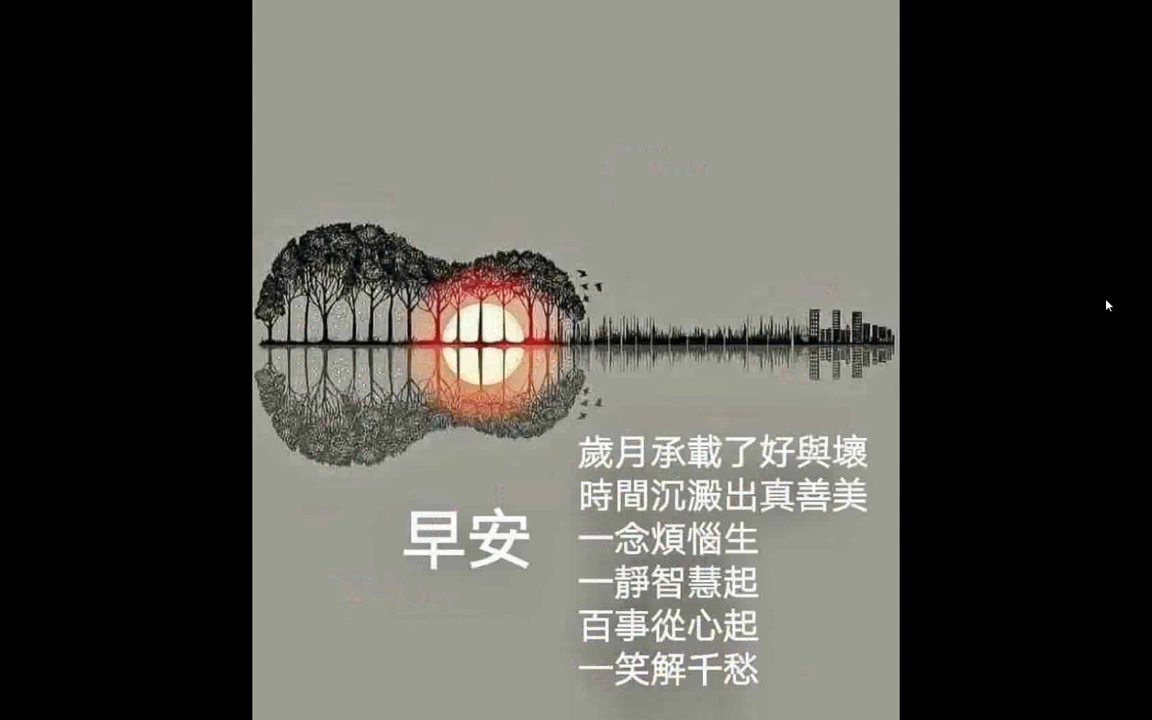 早安
歲月承載了好與壞
時間沉澱出真善美
一念煩惱生
一靜智慧起
百事從心起
一笑解千愁